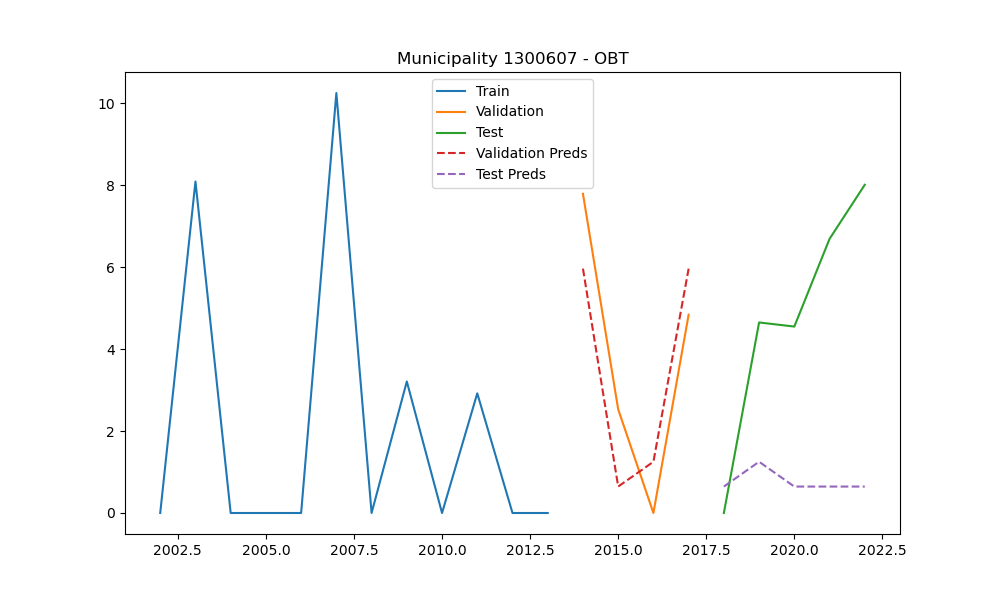 Municipality 1300607 - OBT
Train
Validation
Test
Validation Preds
Test Preds
10
8
6
4
2
0
2002.5 2005.0 2007.5 2010.0 2012.5 2015.0 2017.5 2020.0 2022.5